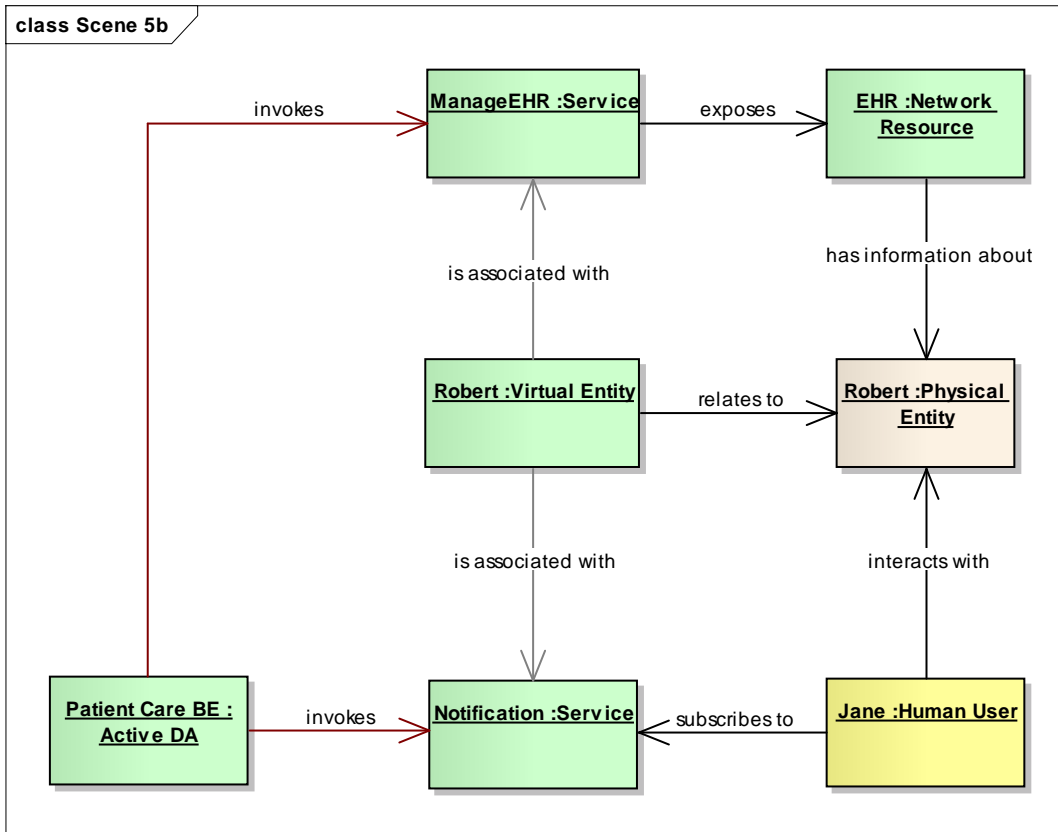 class Scene 5b
invokes
ManageEHR :Service
exposes
EHR :Network
Resource
is associated with
has information about
Robert :Virtual Entity
relates to
Robert :Physical
Entity
is associated with
interacts with
Patient Care BE :
Active DA
invokes
Notification :Service
subscribes to
Jane :Human User